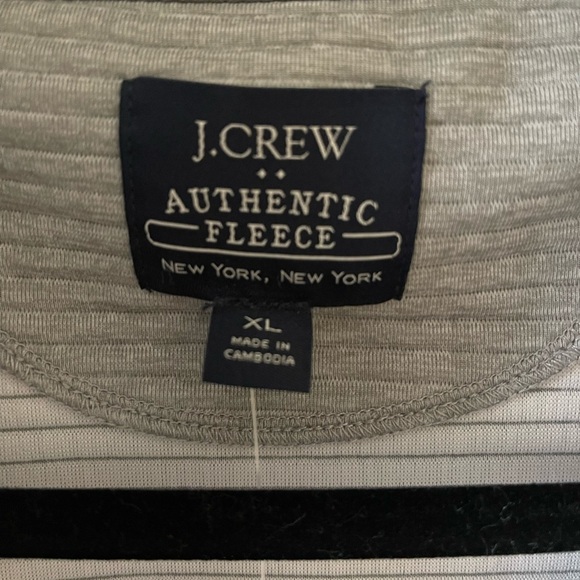 J.CREW
AUTHENTIC
FLEECE
NEW YORK, NEW YORK
XL
MADE IN
CAMBODIA